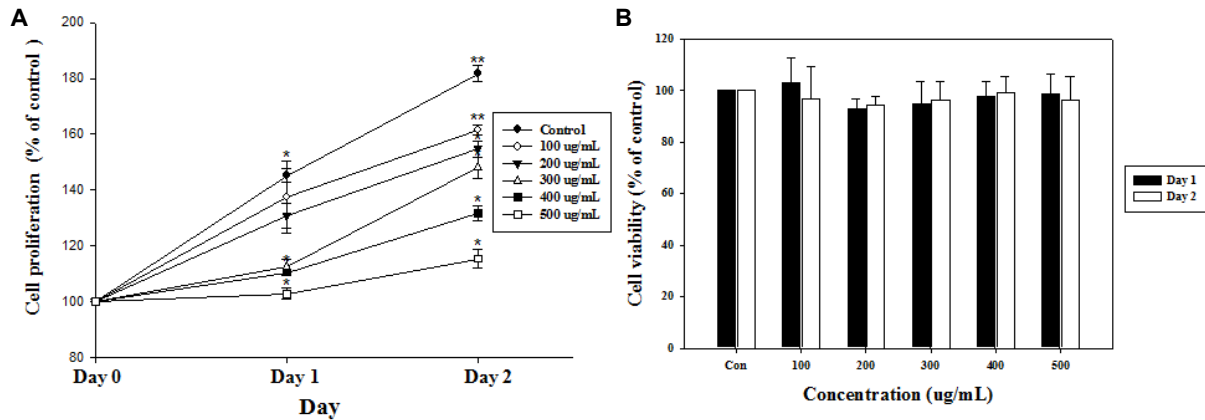 A
200
180
160
140
120
100
80
Cell proliferation (% of control )
**
*
**
*
*
*
*
*
Control
100 ug/mL
200 ug/mL
300 ug/mL
400 ug/mL
500 ug/mL
Day 0
Day 1
Day 2
Day
B
120
100
80
60
40
20
0
Cell viability (% of control)
Con
100
200
300
400
500
Concentration (ug/mL)
Day 1
Day 2